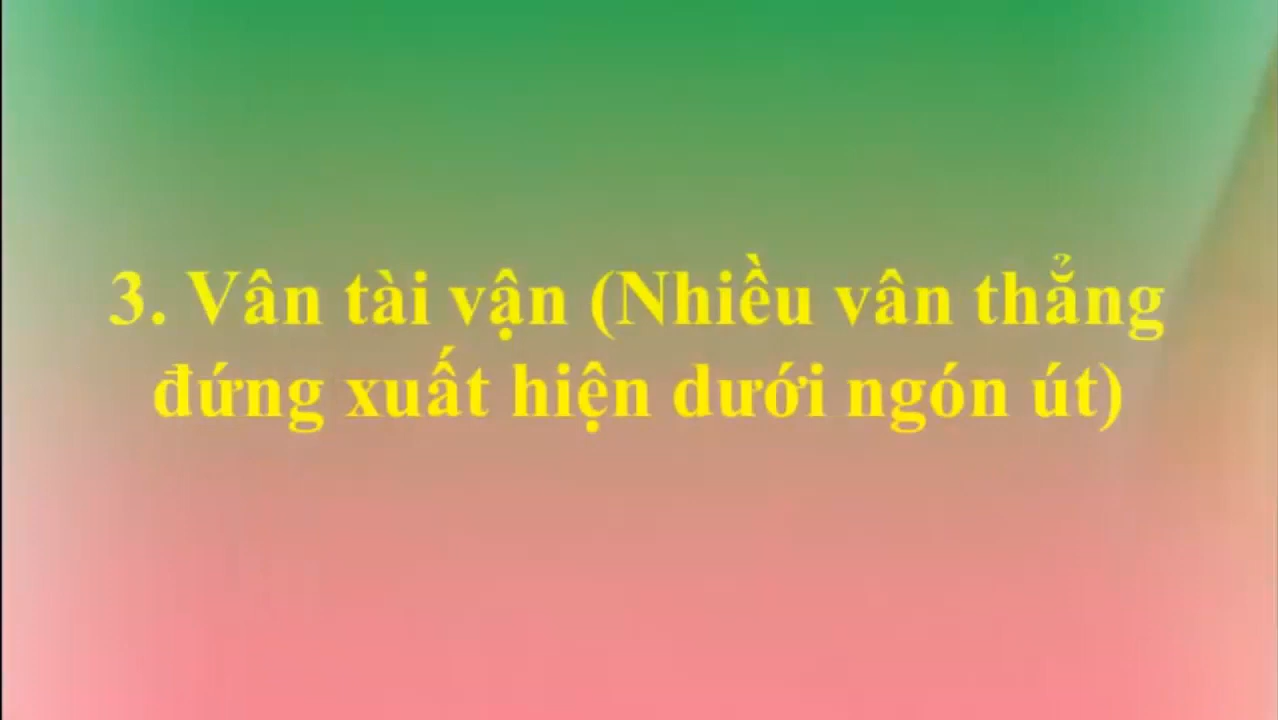 3. Vân tài vận (Nhiều vân thẳng
đứng xuất hiện dưới ngón út)